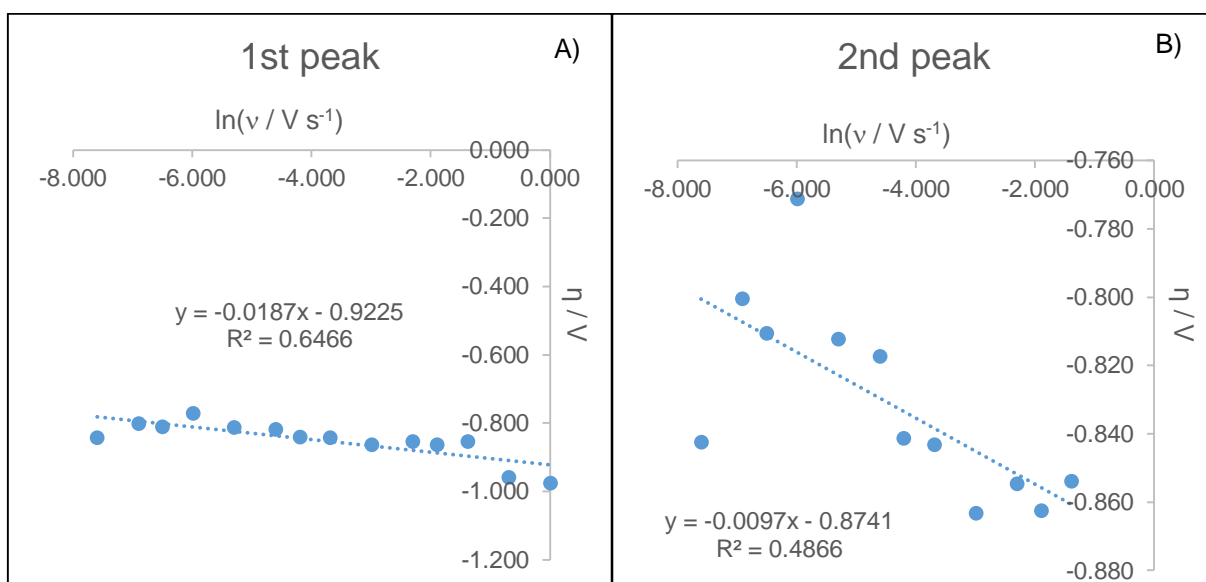 1st peak
A)
ln(ν / V s⁻¹)
0.000
-8.000 -6.000 -4.000 -2.000 0.000
-0.200
-0.400
-0.600
-0.800
-1.000
-1.200
η / V
y = -0.0187x - 0.9225
R² = 0.6466
2nd peak
B)
ln(ν / V s⁻¹)
-0.760
-8.000 -6.000 -4.000 -2.000 0.000
-0.780
-0.800
-0.820
-0.840
-0.860
-0.880
η / V
y = -0.0097x - 0.8741
R² = 0.4866